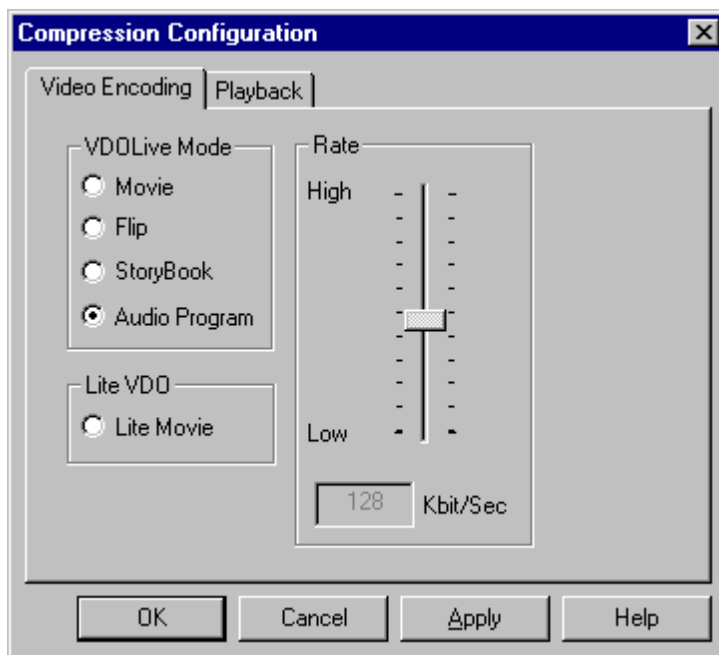 Compression Configuration
Video Encoding
Playback
VDOLive Mode
Movie
Flip
StoryBook
Audio Program
Lite VDO
Lite Movie
Rate
High
Low
128 Kbit/Sec
OK
Cancel
Apply
Help